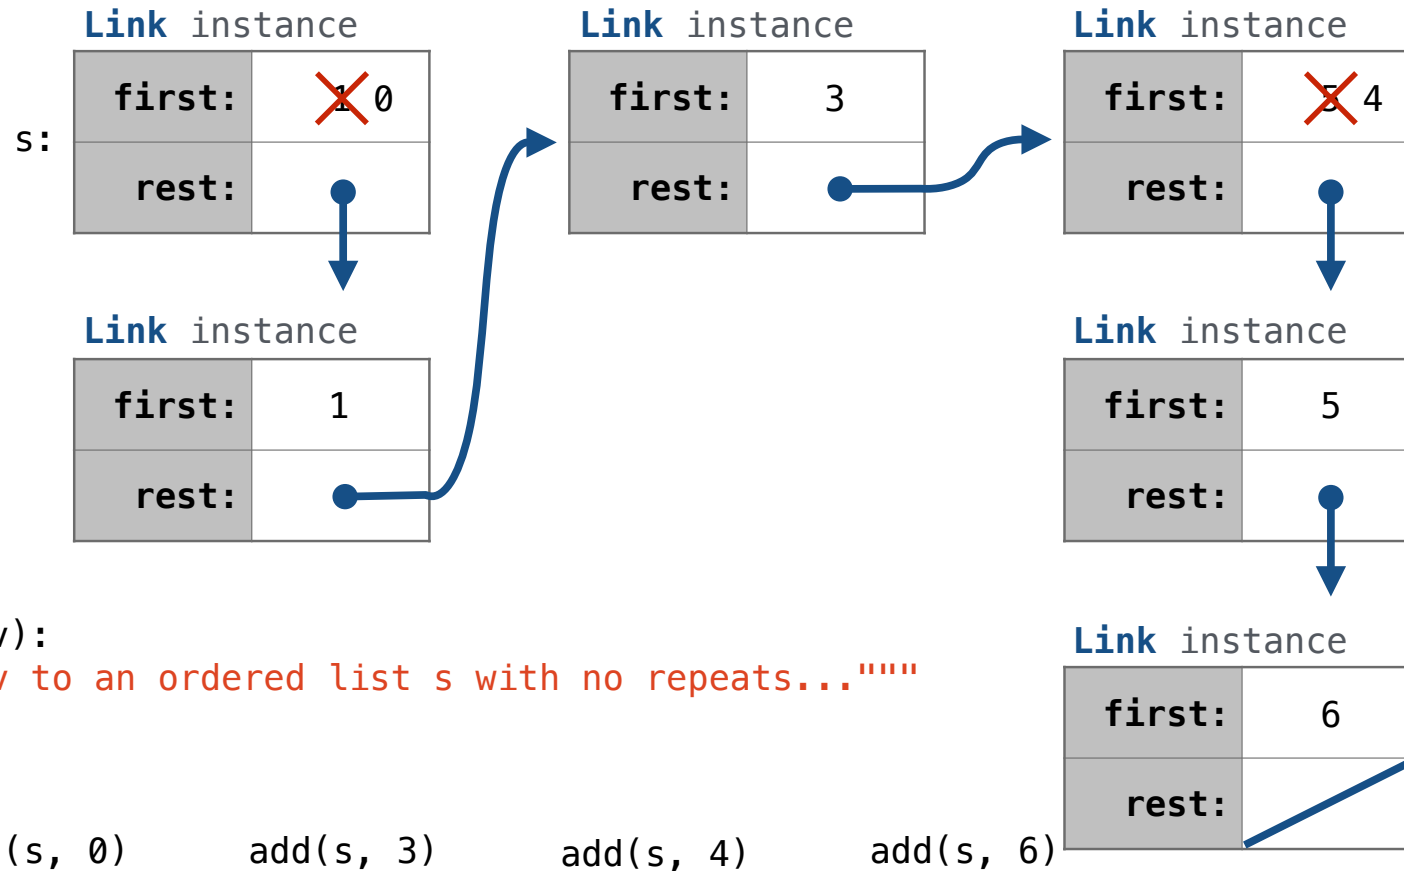 Link instance
first: 1 0
s:
rest:
Link instance
first: 3
rest:
Link instance
first: 5 4
rest:
Link instance
first: 1
rest:
Link instance
first: 5
rest:
v):
v to an ordered list s with no repeats..."""
Link instance
first: 6
rest:
(s, 0) add(s, 3) add(s, 4) add(s, 6)